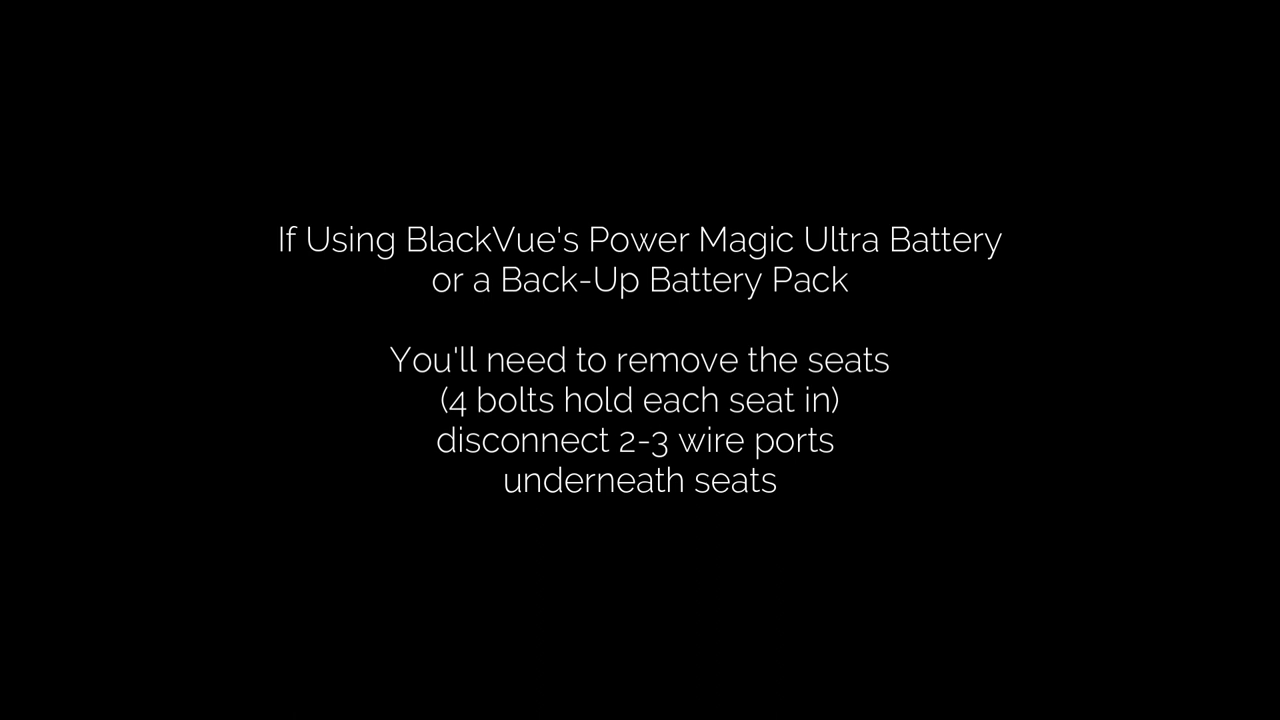 If Using BlackVue's Power Magic Ultra Battery
or a Back-Up Battery Pack
You'll need to remove the seats
(4 bolts hold each seat in)
disconnect 2-3 wire ports
underneath seats